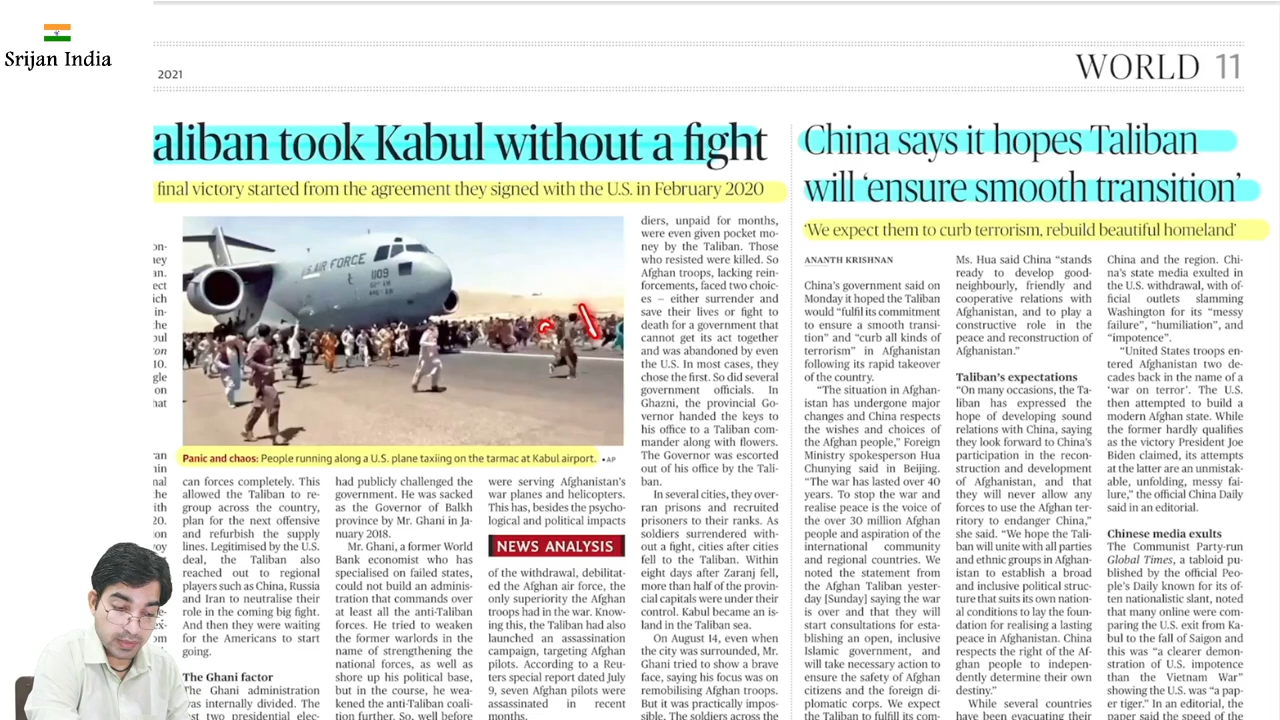 Srijan India
2021
WORLD 11
aliban took Kabul without a fight
final victory started from the agreement they signed with the U.S. in February 2020
U.S. AIR FORCE
1109
Panic and chaos: People running along a U.S. plane taxiing on the tarmac at Kabul airport. •AP
on-
ney
an.
ect
ich
in-
the
bul
ton
10.
gle
on
hat
ran
nin
nal
the
ith
20.
can forces completely. This
allowed the Taliban to re-
group across the country,
plan for the next offensive
and refurbish the supply
lines. Legitimised by the U.S.
deal, the Taliban also
reached out to regional
players such as China, Russia
and Iran to neutralise their
role in the coming big fight.
And then they were waiting
for the Americans to start
going.
The Ghani factor
The Ghani administration
was internally divided. The
st two presidential elec-
had publicly challenged the
government. He was sacked
as the Governor of Balkh
province by Mr. Ghani in Ja-
nuary 2018.
Mr. Ghani, a former World
Bank economist who has
specialised on failed states,
could not build an adminis-
tration that commands over
at least all the anti-Taliban
forces. He tried to weaken
the former warlords in the
name of strengthening the
national forces, as well as
shore up his political base,
but in the course, he wea-
kened the anti-Taliban coali-
tion further. So, well before
were serving Afghanistan's
war planes and helicopters.
This has, besides the psycho-
logical and political impacts
NEWS ANALYSIS
of the withdrawal, debilitat-
ed the Afghan air force, the
only superiority the Afghan
troops had in the war. Know-
ing this, the Taliban had also
launched an assassination
campaign, targeting Afghan
pilots. According to a Reu-
ters special report dated July
9, seven Afghan pilots were
assassinated in recent
months.
diers, unpaid for months,
were even given pocket mo-
ney by the Taliban. Those
who resisted were killed. So
Afghan troops, lacking rein-
forcements, faced two choic-
es – either surrender and
save their lives or fight to
death for a government that
cannot get its act together
and was abandoned by even
the U.S. In most cases, they
chose the first. So did several
government officials. In
Ghazni, the provincial Go-
vernor handed the keys to
his office to a Taliban com-
mander along with flowers.
The Governor was escorted
out of his office by the Tali-
ban.
In several cities, they over-
ran prisons and recruited
prisoners to their ranks. As
soldiers surrendered with-
out a fight, cities after cities
fell to the Taliban. Within
eight days after Zaranj fell,
more than half of the provin-
cial capitals were under their
control. Kabul became an is-
land in the Taliban sea.
On August 14, even when
the city was surrounded, Mr.
Ghani tried to show a brave
face, saying his focus was on
remobilising Afghan troops.
But it was practically impos-
sible. The soldiers across the
China says it hopes Taliban
will ‘ensure smooth transition’
‘We expect them to curb terrorism, rebuild beautiful homeland’
ANANTH KRISHNAN
China's government said on
Monday it hoped the Taliban
would “fulfil its commitment
to ensure a smooth transi-
tion” and “curb all kinds of
terrorism” in Afghanistan
following its rapid takeover
of the country.
“The situation in Afghan-
istan has undergone major
changes and China respects
the wishes and choices of
the Afghan people,” Foreign
Ministry spokesperson Hua
Chunying said in Beijing.
“The war has lasted over 40
years. To stop the war and
realise peace is the voice of
the over 30 million Afghan
people and aspiration of the
international community
and regional countries. We
noted the statement from
the Afghan Taliban yester-
day [Sunday] saying the war
is over and that they will
start consultations for esta-
blishing an open, inclusive
Islamic government, and
will take necessary action to
ensure the safety of Afghan
citizens and the foreign di-
plomatic corps. We expect
the Taliban to fulfil its com-
Ms. Hua said China “stands
ready to develop good-
neighbourly, friendly and
cooperative relations with
Afghanistan, and to play a
constructive role in the
peace and reconstruction of
Afghanistan.”
Taliban's expectations
“On many occasions, the Ta-
liban has expressed the
hope of developing sound
relations with China, saying
they look forward to China's
participation in the recon-
struction and development
of Afghanistan, and that
they will never allow any
forces to use the Afghan ter-
ritory to endanger China,”
she said. “We hope the Tali-
ban will unite with all parties
and ethnic groups in Afghan-
istan to establish a broad
and inclusive political struc-
ture that suits its own nation-
al conditions to lay the foun-
dation for realising a lasting
peace in Afghanistan. China
respects the right of the Af-
ghan people to indepen-
dently determine their own
destiny.”
While several countries
have been evacuating their
China and the region. Chi-
na's state media exulted in
the U.S. withdrawal, with of-
ficial outlets slamming
Washington for its “messy
failure”, “humiliation”, and
“impotence”.
“United States troops en-
tered Afghanistan two de-
cades back in the name of a
‘war on terror’. The U.S.
then attempted to build a
modern Afghan state. While
the former hardly qualifies
as the victory President Joe
Biden claimed, its attempts
at the latter are an unmistak-
able, unfolding, messy fai-
lure,” the official China Daily
said in an editorial.
Chinese media exults
The Communist Party-run
Global Times, a tabloid pu-
blished by the official Peo-
ple's Daily known for its of-
ten nationalistic slant, noted
that many online were com-
paring the U.S. exit from Ka-
bul to the fall of Saigon and
this was “a clearer demon-
stration of U.S. impotence
than the Vietnam War”
showing the U.S. was “a pap-
er tiger.” In an editorial, the
paper said the speed of the